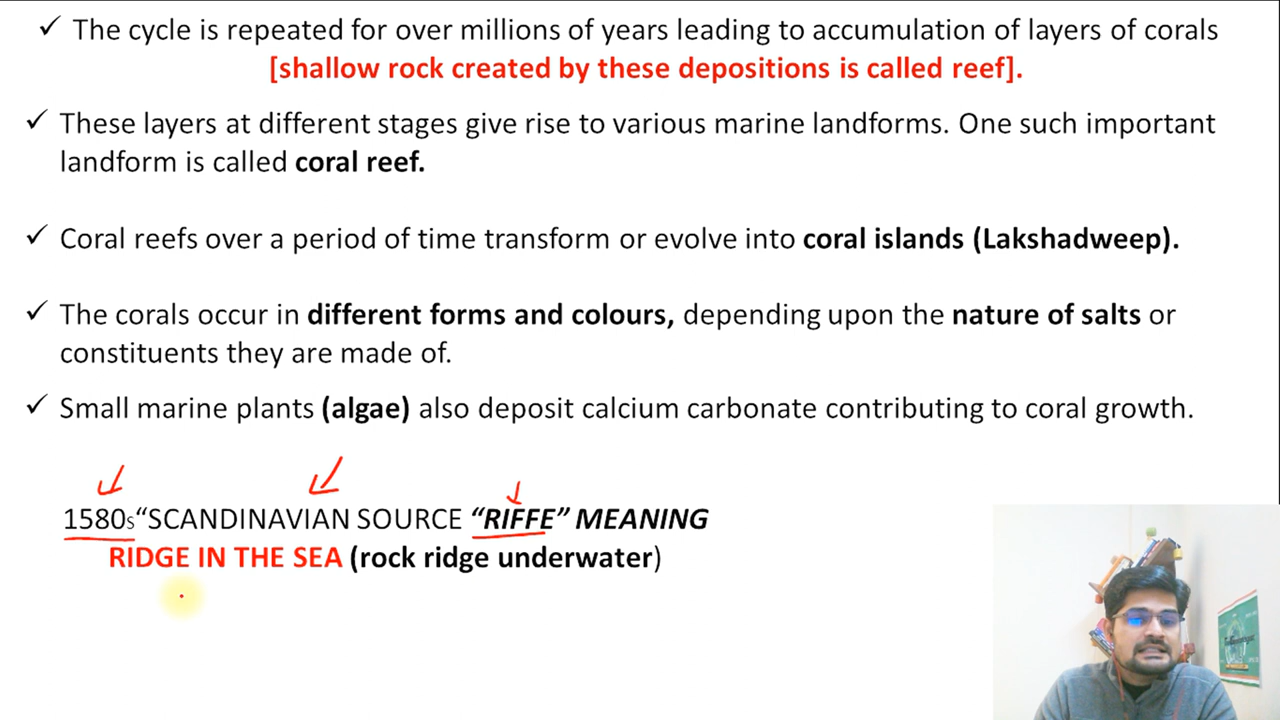 ✓ The cycle is repeated for over millions of years leading to accumulation of layers of corals
[shallow rock created by these depositions is called reef].
✓ These layers at different stages give rise to various marine landforms. One such important
landform is called coral reef.
✓ Coral reefs over a period of time transform or evolve into coral islands (Lakshadweep).
✓ The corals occur in different forms and colours, depending upon the nature of salts or
constituents they are made of.
✓ Small marine plants (algae) also deposit calcium carbonate contributing to coral growth.
1580s“SCANDINAVIAN SOURCE “RIFFE” MEANING
RIDGE IN THE SEA (rock ridge underwater)